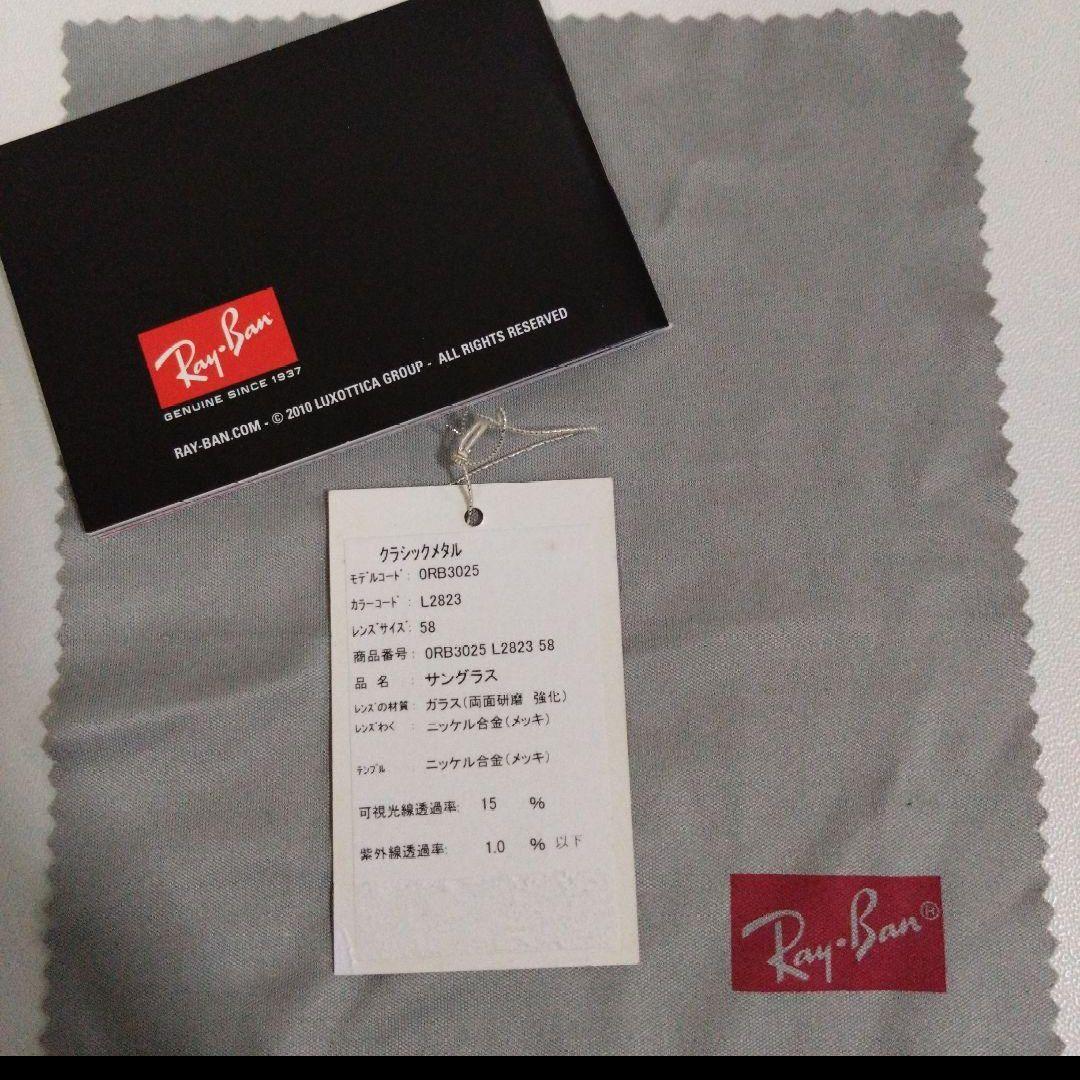 Ray-Ban
GENUINE SINCE 1937
RAY-BAN.COM - © 2010 LUXOTTICA GROUP - ALL RIGHTS RESERVED
クラシックメタル
ﾓﾃﾞﾙｺｰﾄﾞ: 0RB3025
ｶﾗｰｺｰﾄﾞ : L2823
ﾚﾝｽﾞｻｲｽﾞ: 58
商品番号: 0RB3025 L2823 58
品 名 : サングラス
ﾚﾝｽﾞの材質: ガラス(両面研磨 強化)
ﾚﾝｽﾞわく : ニッケル合金(メッキ)
ﾃﾝﾌﾟﾙ : ニッケル合金(メッキ)
可視光線透過率: 15 %
紫外線透過率: 1.0 % 以下
Ray-Ban®